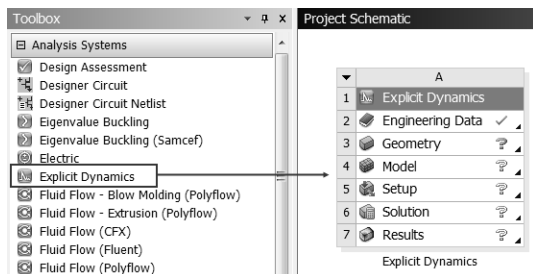 Toolbox
Analysis Systems
Design Assessment
Designer Circuit
Designer Circuit Netlist
Eigenvalue Buckling
Eigenvalue Buckling (Samcef)
Electric
Explicit Dynamics
Fluid Flow - Blow Molding (Polyflow)
Fluid Flow - Extrusion (Polyflow)
Fluid Flow (CFX)
Fluid Flow (Fluent)
Fluid Flow (Polyflow)
Project Schematic
A
1 Explicit Dynamics
2 Engineering Data
3 Geometry
4 Model
5 Setup
6 Solution
7 Results
Explicit Dynamics